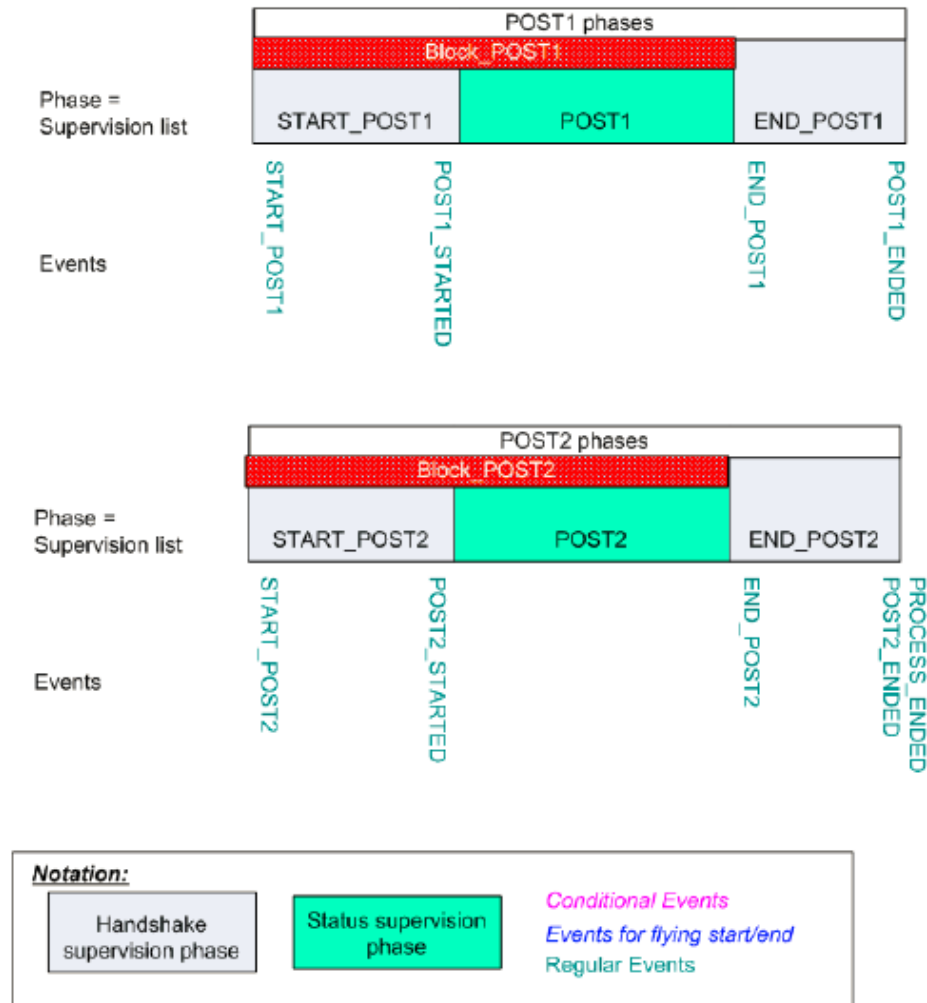 POST1 phases
Block_POST1
Phase =
Supervision list
START_POST1
POST1
END_POST1
Events
START_POST1
POST1_STARTED
END_POST1
POST1_ENDED
POST2 phases
Block_POST2
Phase =
Supervision list
START_POST2
POST2
END_POST2
Events
START_POST2
POST2_STARTED
END_POST2
POST2_ENDED
PROCESS_ENDED
Notation:
Handshake
supervision phase
Status supervision
phase
Conditional Events
Events for flying start/end
Regular Events